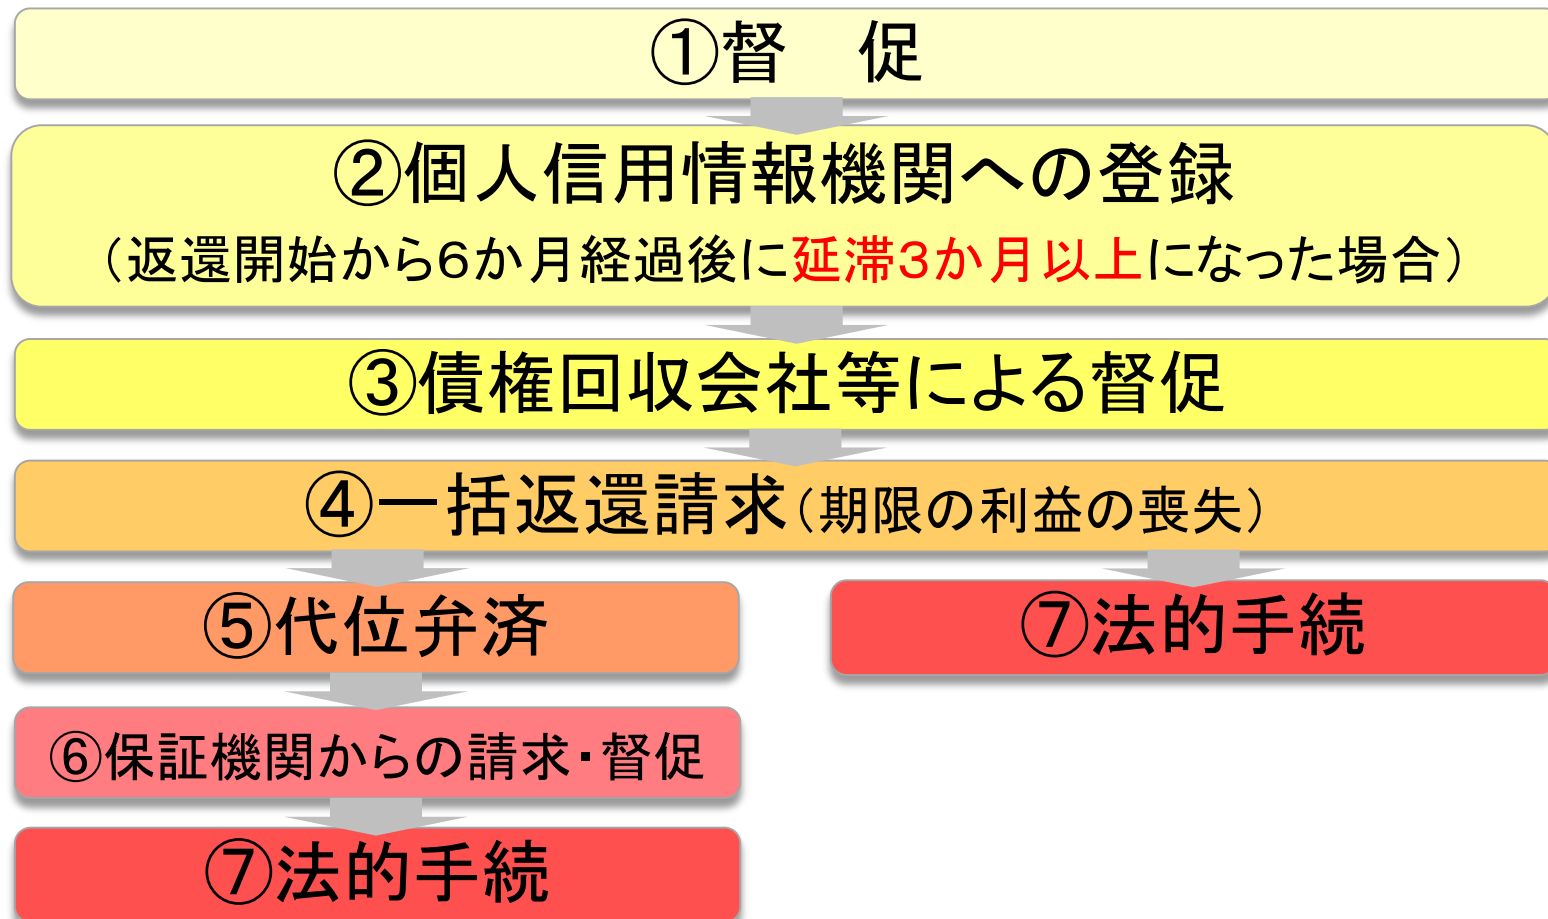 ①督　促
②個人信用情報機関への登録
（返還開始から６か月経過後に延滞３か月以上になった場合）
③債権回収会社等による督促
④一括返還請求（期限の利益の喪失）
⑤代位弁済
⑦法的手続
⑥保証機関からの請求・督促
⑦法的手続